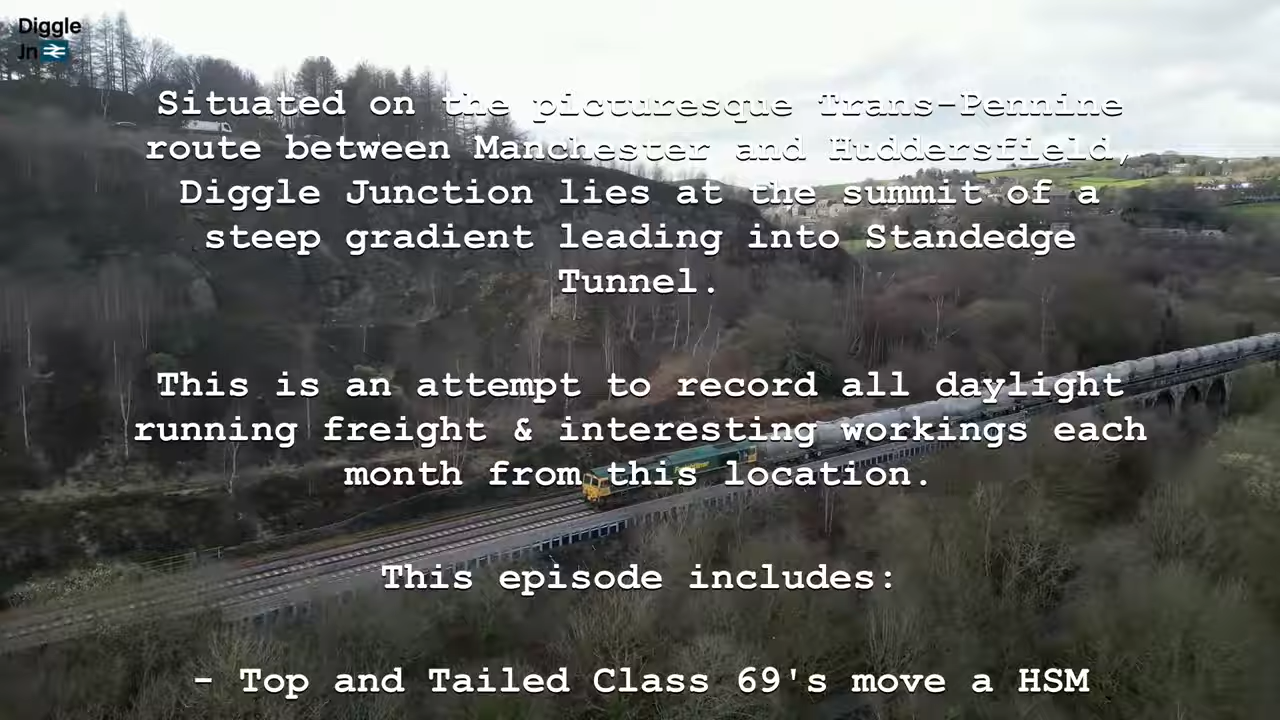 Diggle
Jn
Situated on the picturesque Trans-Pennine
route between Manchester and Huddersfield,
Diggle Junction lies at the summit of a
steep gradient leading into Standedge
Tunnel.
This is an attempt to record all daylight
running freight & interesting workings each
month from this location.
This episode includes:
- Top and Tailed Class 69's move a HSM